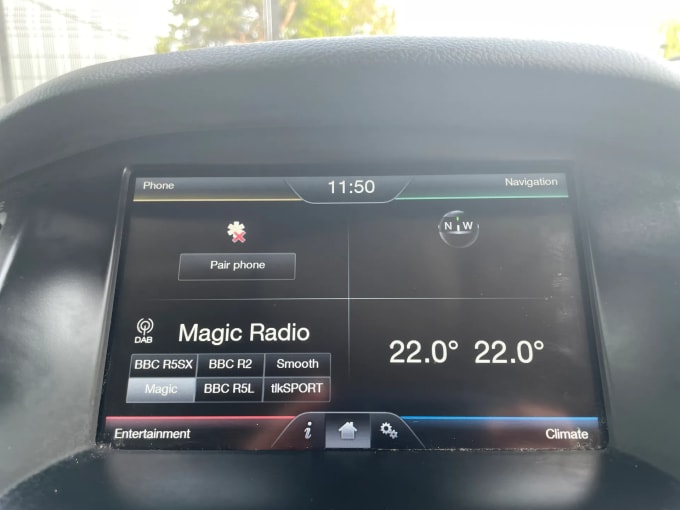 Phone 11:50 Navigation
N W
Pair phone
DAB Magic Radio
22.0° 22.0°
BBC R5SX BBC R2 Smooth
Magic BBC R5L tlkSPORT
i
Entertainment Climate